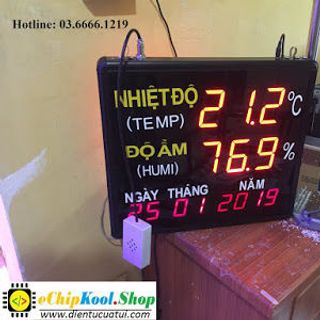 Hotline: 03.6666.1219
NHIỆT ĐỘ 21.2 °C
(TEMP)
ĐỘ ẨM 76.9 %
(HUMI)
NGÀY THÁNG NĂM
25 01 2019
eChipKool.Shop
www.dientucuatui.com